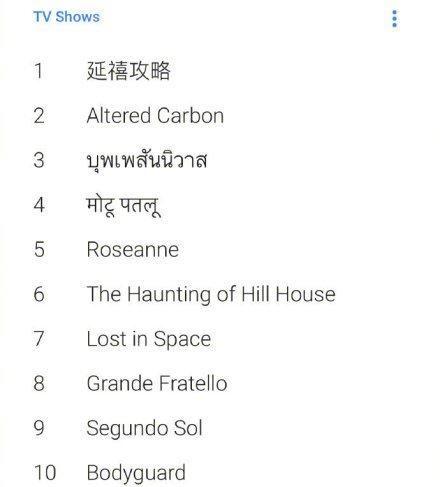 TV Shows
1 延禧攻略
2 Altered Carbon
3 บุพเพสันนิวาส
4 मोटू पतलू
5 Roseanne
6 The Haunting of Hill House
7 Lost in Space
8 Grande Fratello
9 Segundo Sol
10 Bodyguard